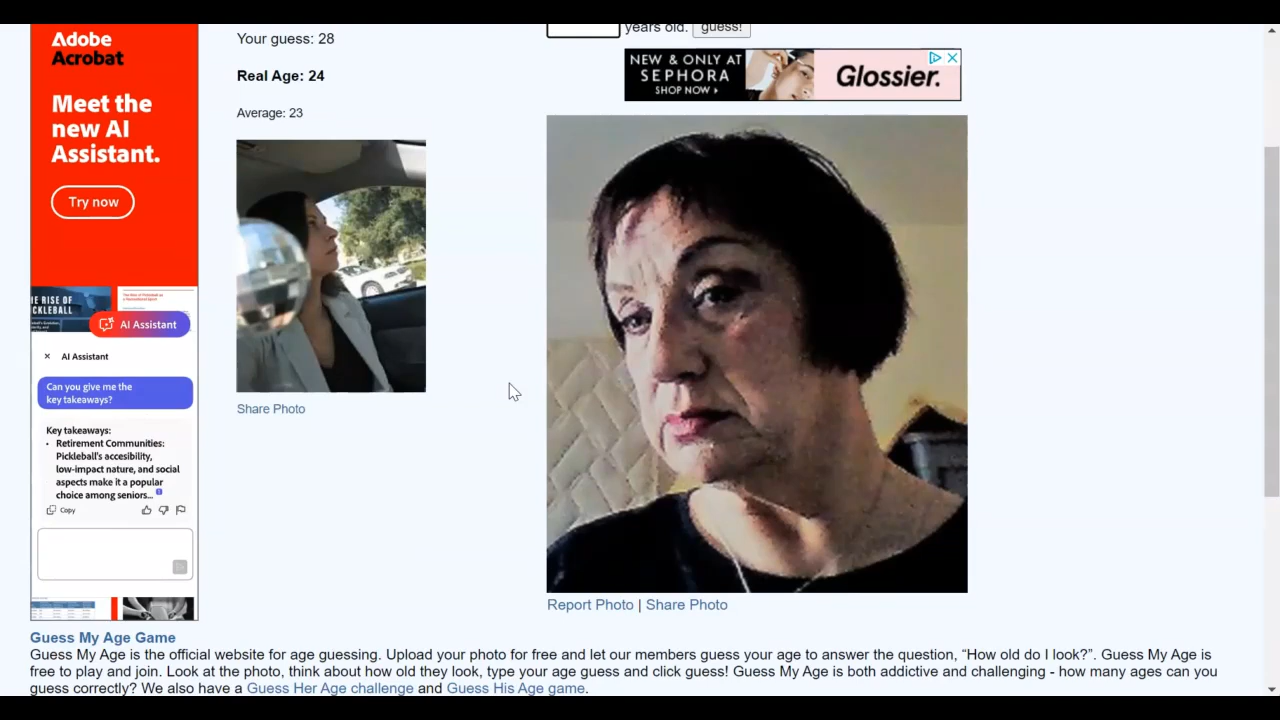 Adobe
Acrobat
Meet the
new AI
Assistant.
Try now
AI Assistant
AI Assistant
Can you give me the
key takeaways?
Key takeaways:
Retirement Communities:
Pickleball's accesibility,
low-impact nature, and social
aspects make it a popular
choice among seniors...
Copy
Your guess: 28
Real Age: 24
Average: 23
Share Photo
years old. guess!
NEW & ONLY AT
SEPHORA
SHOP NOW
Glossier.
Report Photo | Share Photo
Guess My Age Game
Guess My Age is the official website for age guessing. Upload your photo for free and let our members guess your age to answer the question, “How old do I look?”. Guess My Age is
free to play and join. Look at the photo, think about how old they look, type your age guess and click guess! Guess My Age is both addictive and challenging - how many ages can you
guess correctly? We also have a Guess Her Age challenge and Guess His Age game.